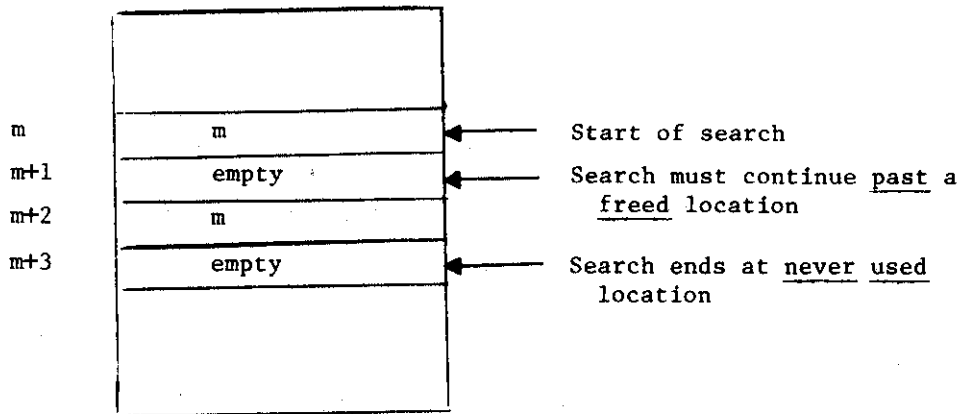 m m Start of search
m+1 empty Search must continue past a
freed location
m+2 m
m+3 empty Search ends at never used
location